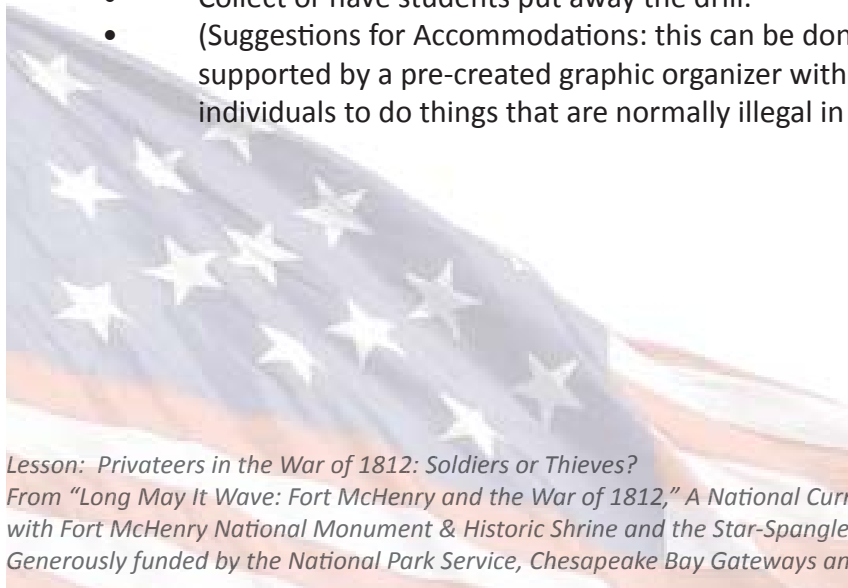 • Collect or have students put away the drill.
• (Suggestions for Accommodations: this can be don
supported by a pre-created graphic organizer with
individuals to do things that are normally illegal in
Lesson: Privateers in the War of 1812: Soldiers or Thieves?
From “Long May It Wave: Fort McHenry and the War of 1812,” A National Curr
with Fort McHenry National Monument & Historic Shrine and the Star-Spangle
Generously funded by the National Park Service, Chesapeake Bay Gateways an